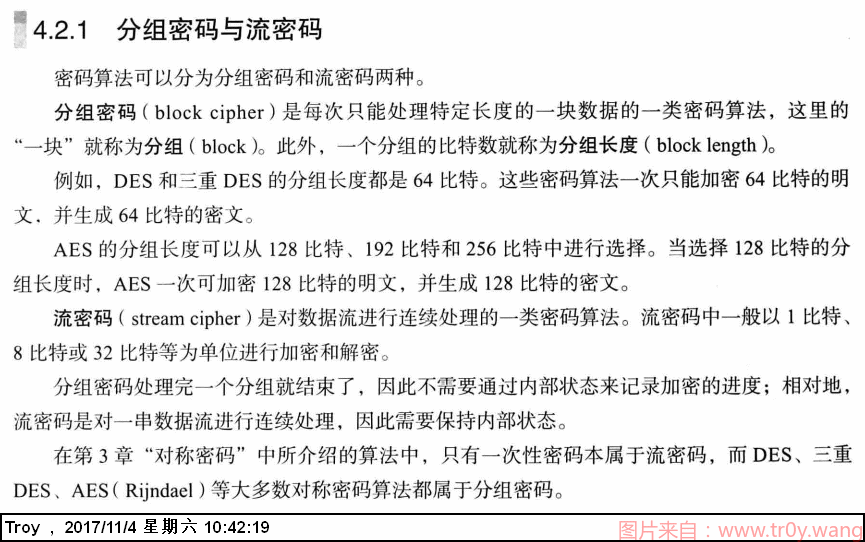 4.2.1 分组密码与流密码
密码算法可以分为分组密码和流密码两种。
分组密码（block cipher）是每次只能处理特定长度的一块数据的一类密码算法，这里的
“一块”就称为分组（block）。此外，一个分组的比特数就称为分组长度（block length）。
例如，DES 和三重 DES 的分组长度都是 64 比特。这些密码算法一次只能加密 64 比特的明
文，并生成 64 比特的密文。
AES 的分组长度可以从 128 比特、192 比特和 256 比特中进行选择。当选择 128 比特的分
组长度时，AES 一次可加密 128 比特的明文，并生成 128 比特的密文。
流密码（stream cipher）是对数据流进行连续处理的一类密码算法。流密码中一般以 1 比特、
8 比特或 32 比特等为单位进行加密和解密。
分组密码处理完一个分组就结束了，因此不需要通过内部状态来记录加密的进度；相对地，
流密码是对一串数据流进行连续处理，因此需要保持内部状态。
在第 3 章“对称密码”中所介绍的算法中，只有一次性密码本属于流密码，而 DES、三重
DES、AES（Rijndael）等大多数对称密码算法都属于分组密码。
Troy , 2017/11/4 星期六 10:42:19
图片来自：www.tr0y.wang